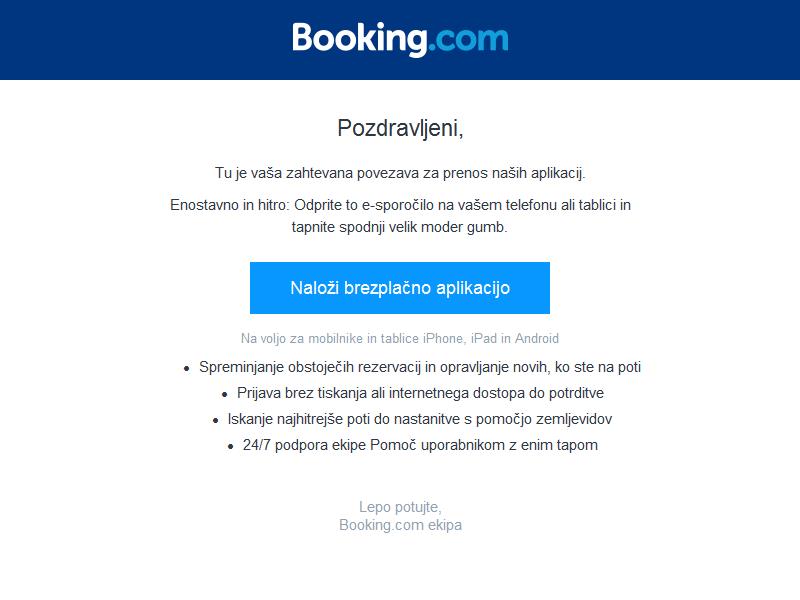 Booking.com
Pozdravljeni,
Tu je vaša zahtevana povezava za prenos naših aplikacij.
Enostavno in hitro: Odprite to e-sporočilo na vašem telefonu ali tablici in
tapnite spodnji velik moder gumb.
Naloži brezplačno aplikacijo
Na voljo za mobilnike in tablice iPhone, iPad in Android
• Spreminjanje obstoječih rezervacij in opravljanje novih, ko ste na poti
• Prijava brez tiskanja ali internetnega dostopa do potrditve
• Iskanje najhitrejše poti do nastanitve s pomočjo zemljevidov
• 24/7 podpora ekipe Pomoč uporabnikom z enim tapom
Lepo potujte,
Booking.com ekipa